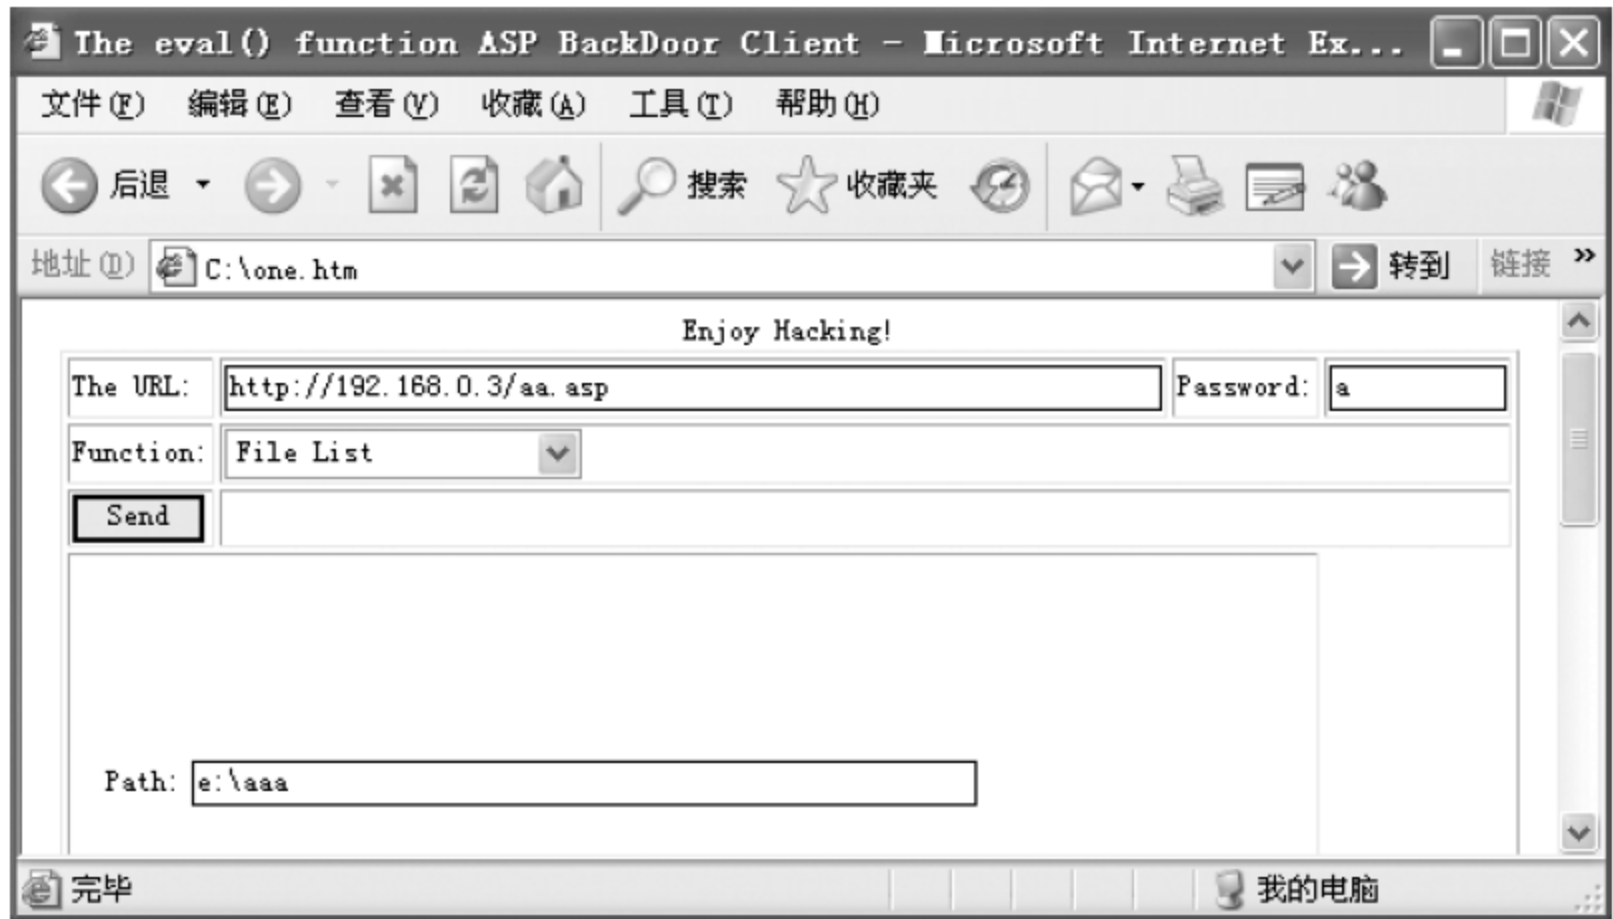 The eval() function ASP BackDoor Client - Microsoft Internet Ex...
文件(F) 编辑(E) 查看(V) 收藏(A) 工具(T) 帮助(H)
后退 搜索 收藏夹
地址(D) C:\one.htm 转到 链接 »
Enjoy Hacking!
The URL: http://192.168.0.3/aa.asp Password: a
Function: File List
Send
Path: e:\aaa
完毕 我的电脑